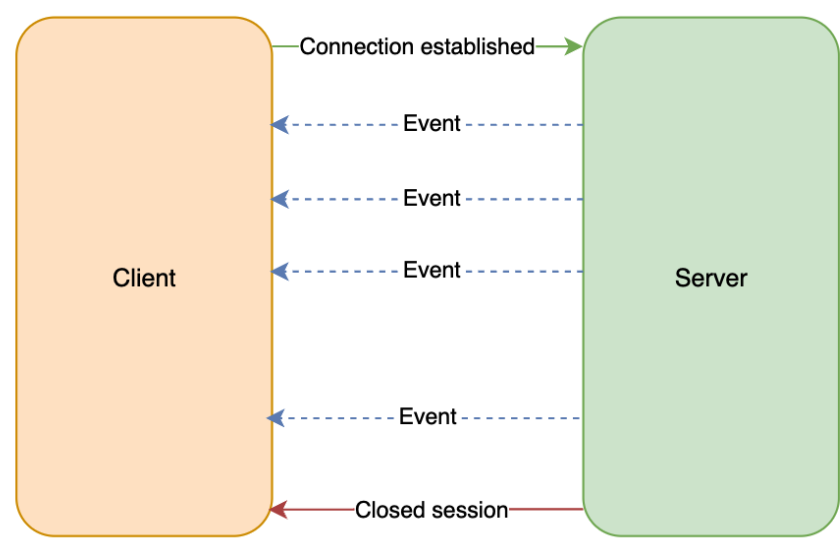 Connection established
Event
Event
Event
Client
Server
Event
Closed session